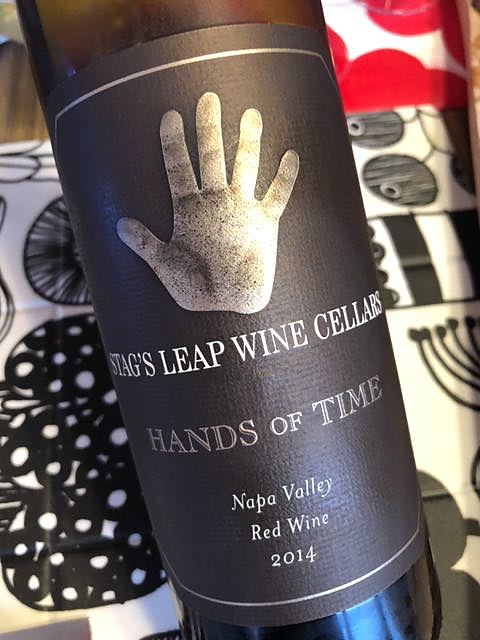 STAG'S LEAP WINE CELLARS
HANDS OF TIME
Napa Valley
Red Wine
2014